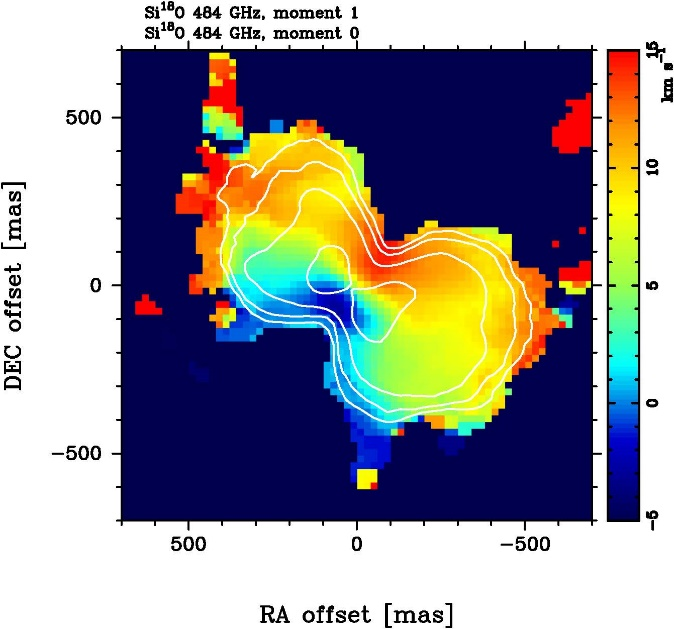 Si¹⁸O 484 GHz, moment 1
Si¹⁸O 484 GHz, moment 0
15
km s⁻¹
500
10
DEC offset [mas]
0
5
0
−500
−5
500
0
−500
RA offset [mas]